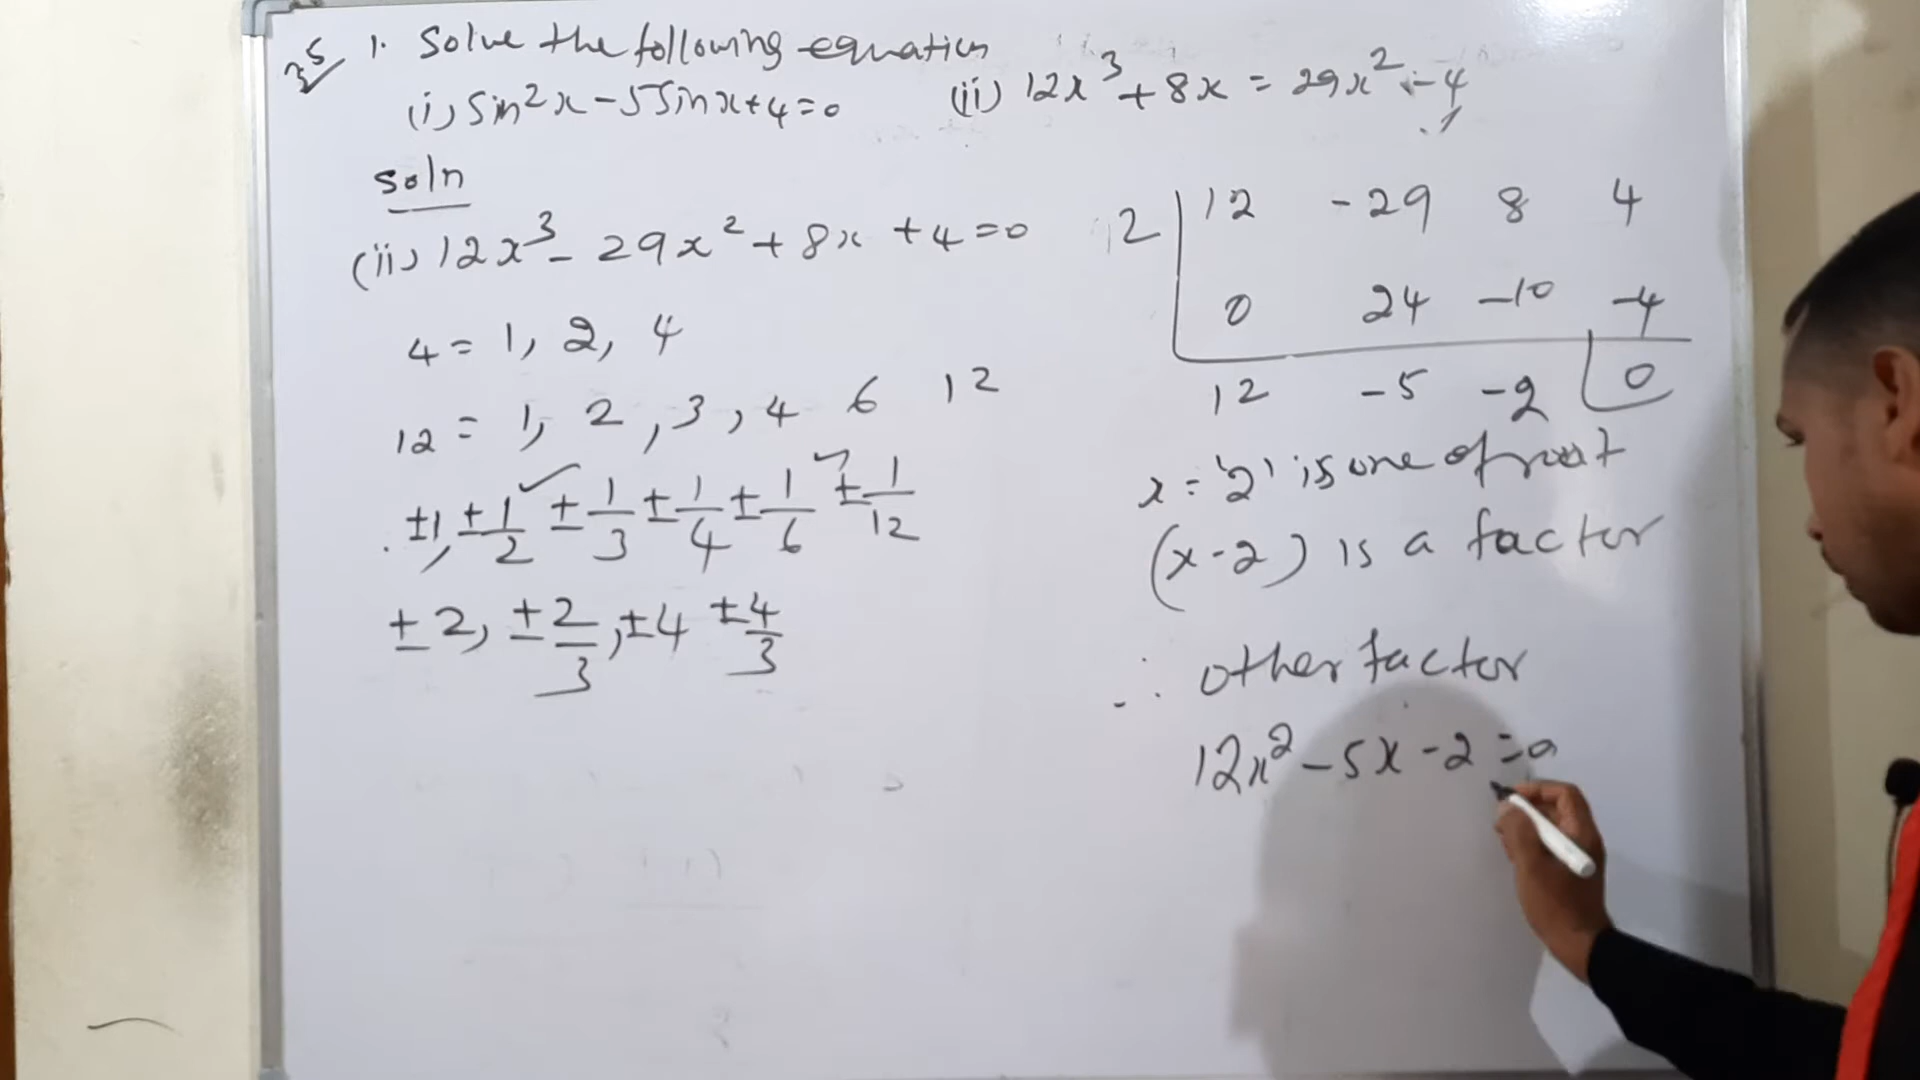 3.5 1. Solve the following equation
(i) Sin²x - 5Sinx + 4 = 0 (ii) 12x³ + 8x = 29x² - 4
Soln
(ii) 12x³ - 29x² + 8x + 4 = 0
4 = 1, 2, 4
12 = 1, 2, 3, 4 6 12
±1, ±1/2 ✓ ±1/3 ±1/4 ±1/6 ✓ ±1/12
±2, ±2/3, ±4 ±4/3
2 | 12 -29 8 4
0 24 -10 -4
12 -5 -2 | 0
x = '2' is one of root
(x-2) is a factor
∴ other factor
12x² - 5x - 2 = 0